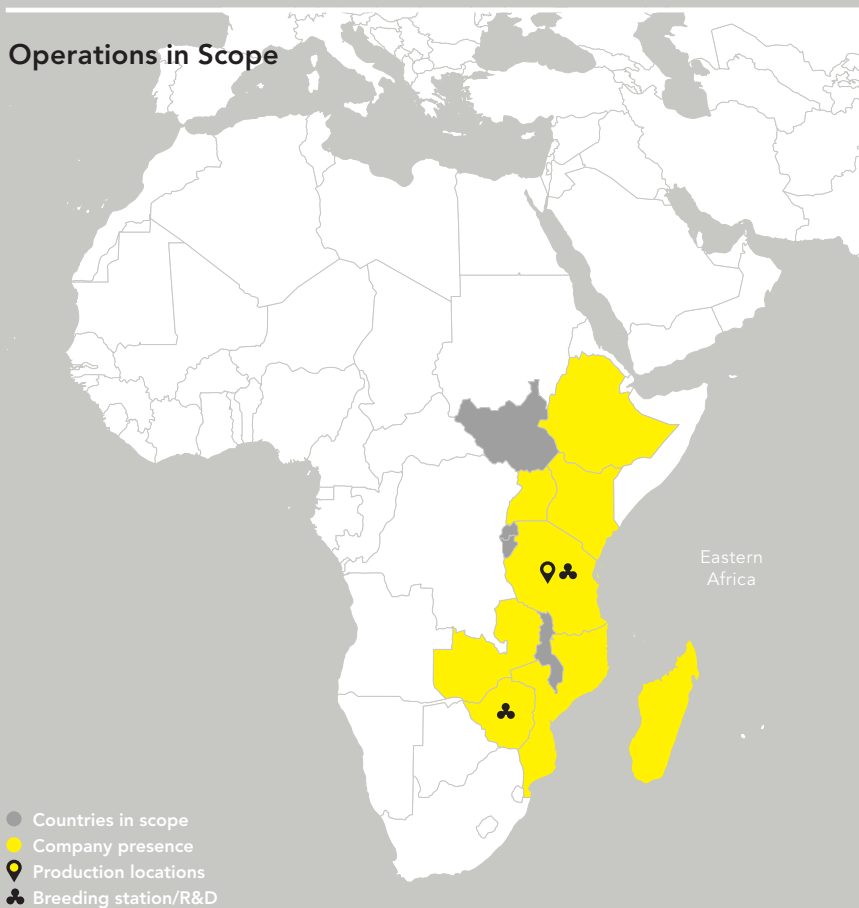 Operations in Scope
Eastern
Africa
Countries in scope
Company presence
Production locations
Breeding station/R&D